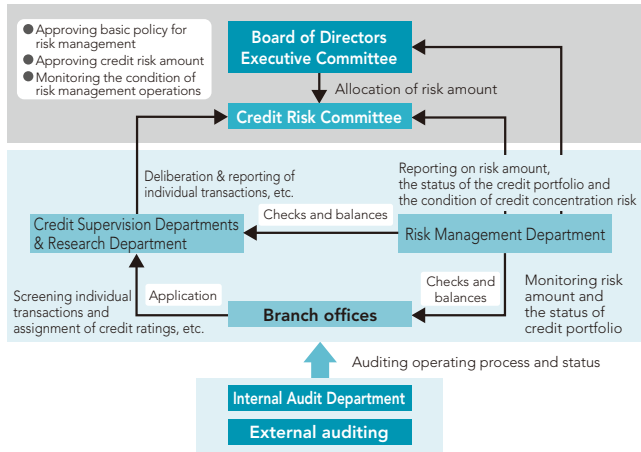 ● Approving basic policy for
risk management
● Approving credit risk amount
● Monitoring the condition of
risk management operations
Board of Directors
Executive Committee
Allocation of risk amount
Credit Risk Committee
Deliberation & reporting of
individual transactions, etc.
Reporting on risk amount,
the status of the credit portfolio and
the condition of credit concentration risk
Credit Supervision Departments
& Research Department
Checks and balances
Risk Management Department
Screening individual
transactions and
assignment of credit ratings, etc.
Application
Branch offices
Checks and
balances
Monitoring risk
amount and
the status of
credit portfolio
Auditing operating process and status
Internal Audit Department
External auditing